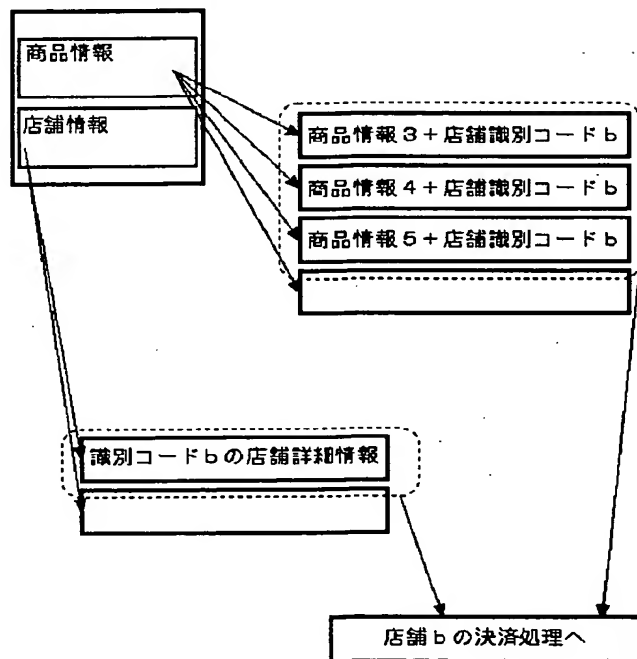 商品情報
店舗情報
商品情報3+店舗識別コードb
商品情報4+店舗識別コードb
商品情報5+店舗識別コードb
識別コードbの店舗詳細情報
店舗bの決済処理へ